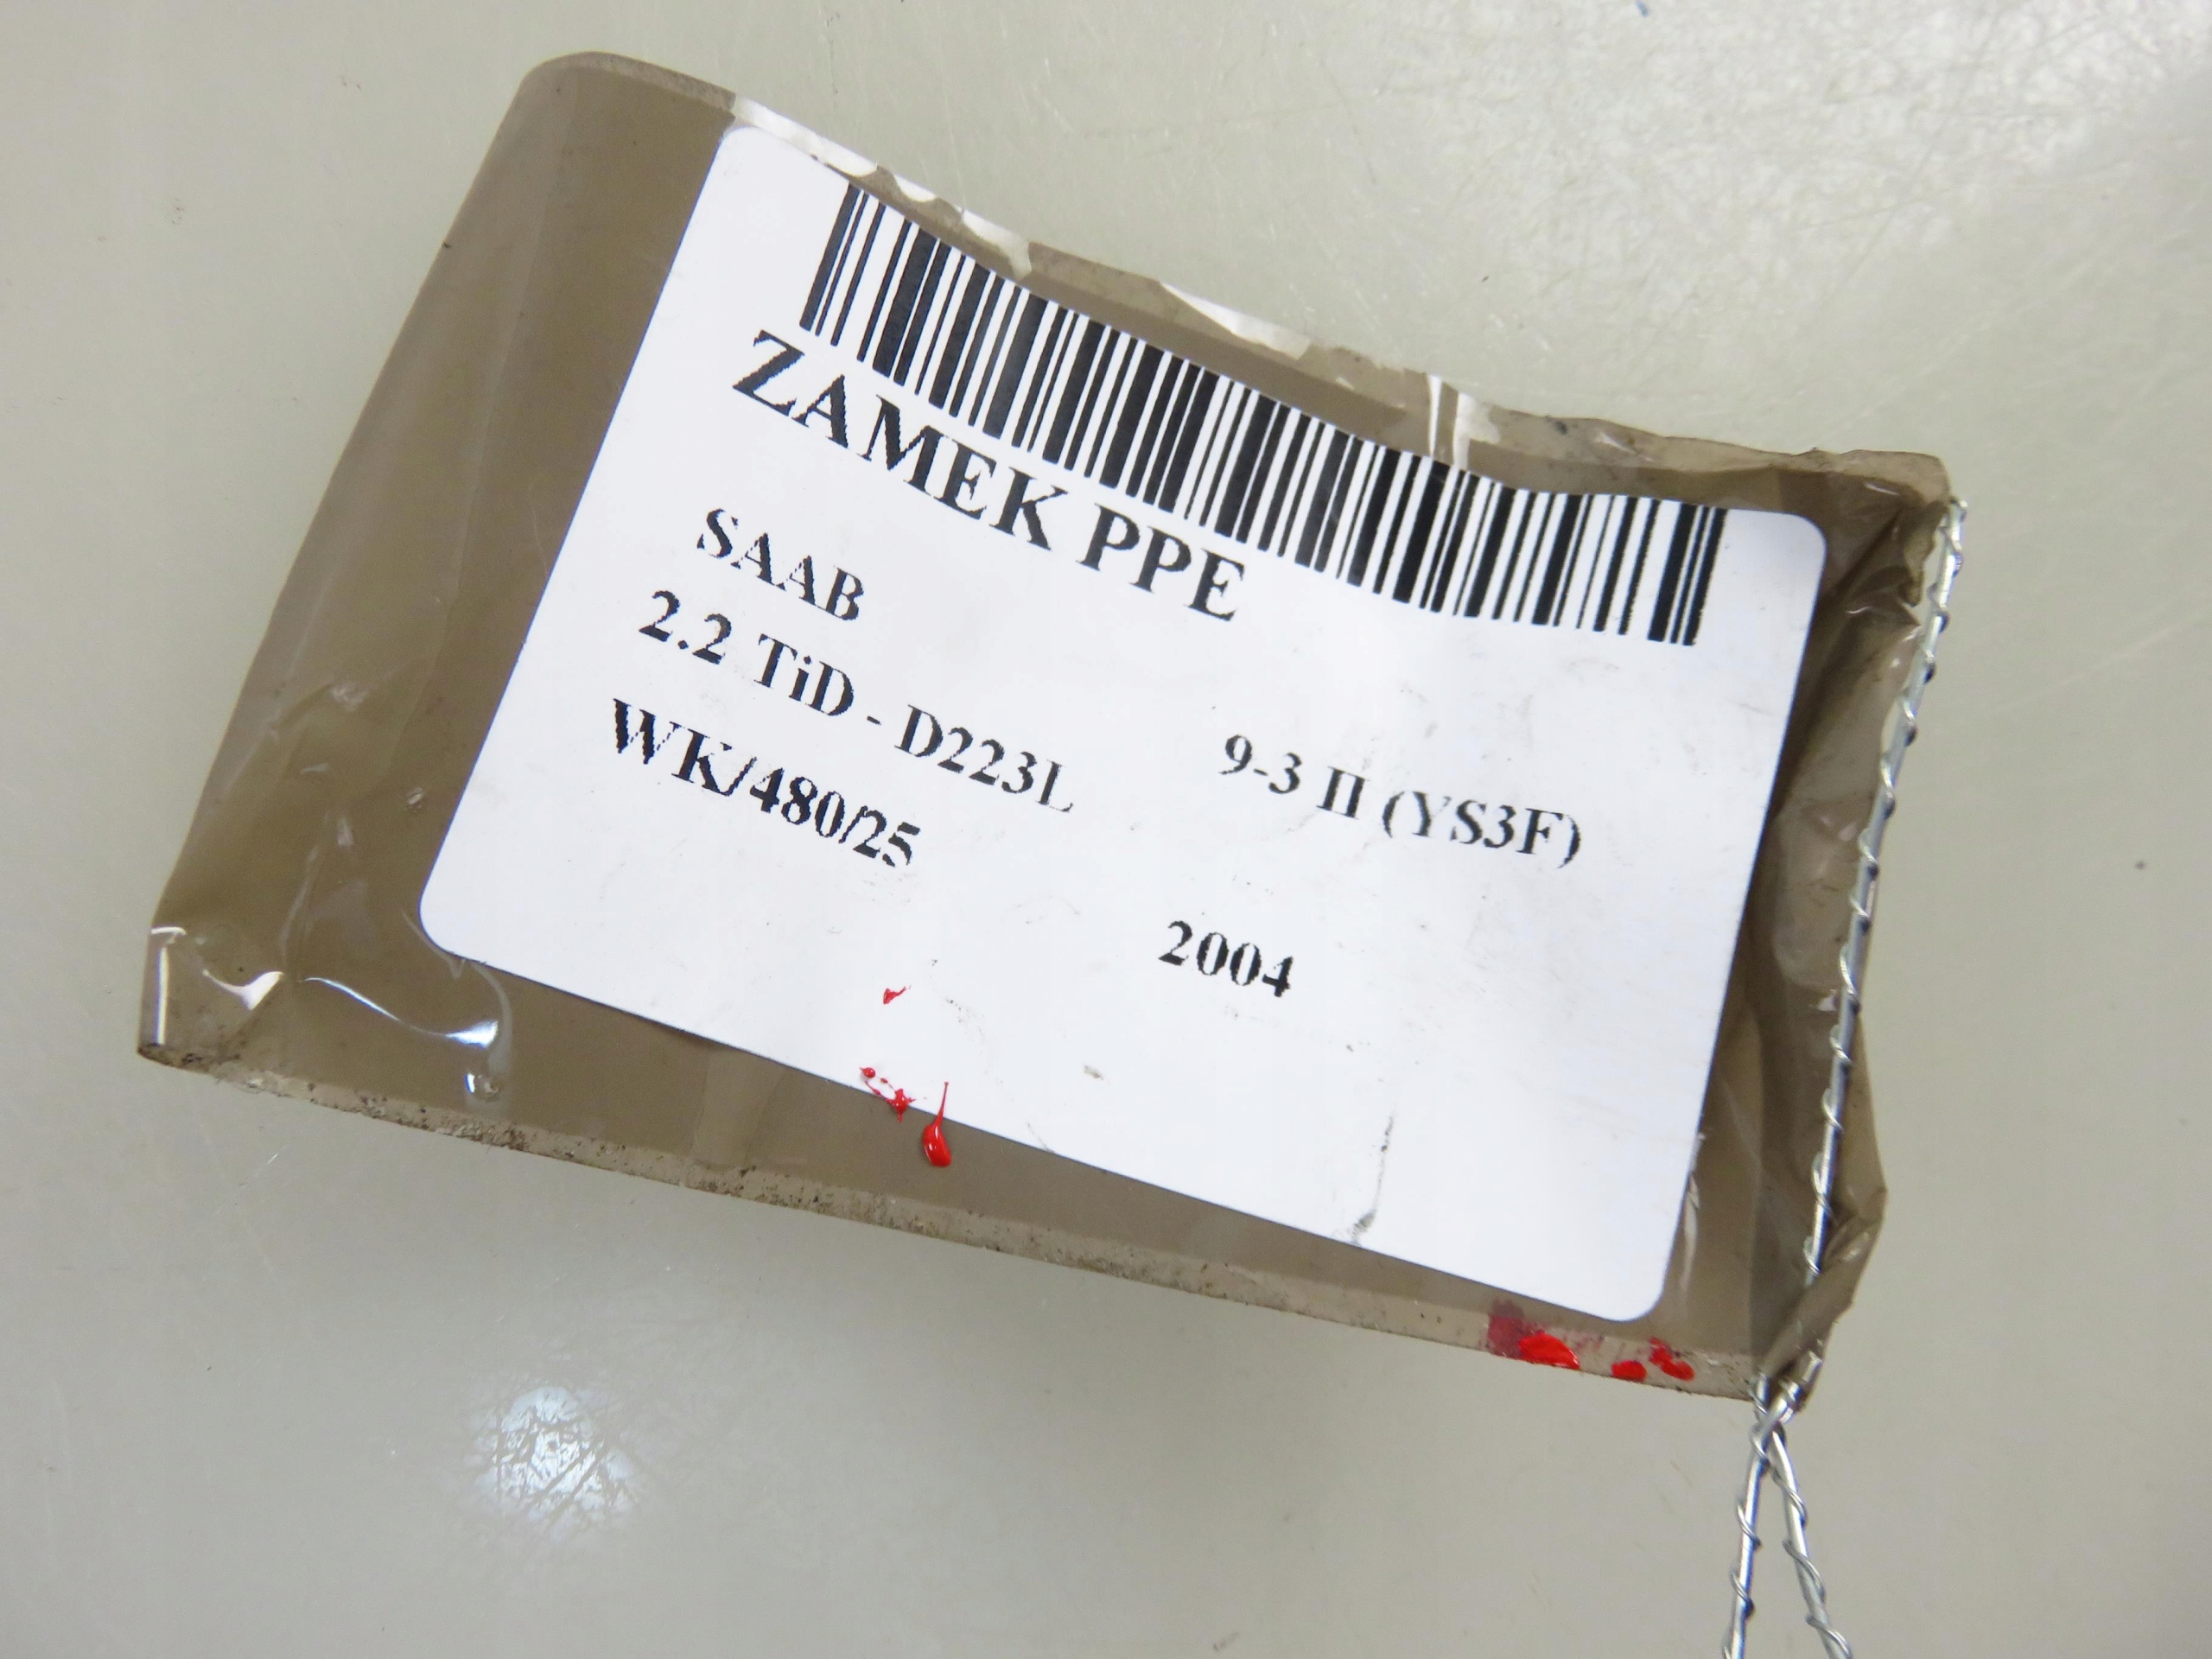 ZAMEK PPE
SAAB 9-3 II (YS3F)
2.2 TiD - D223L 2004
WK/480/25